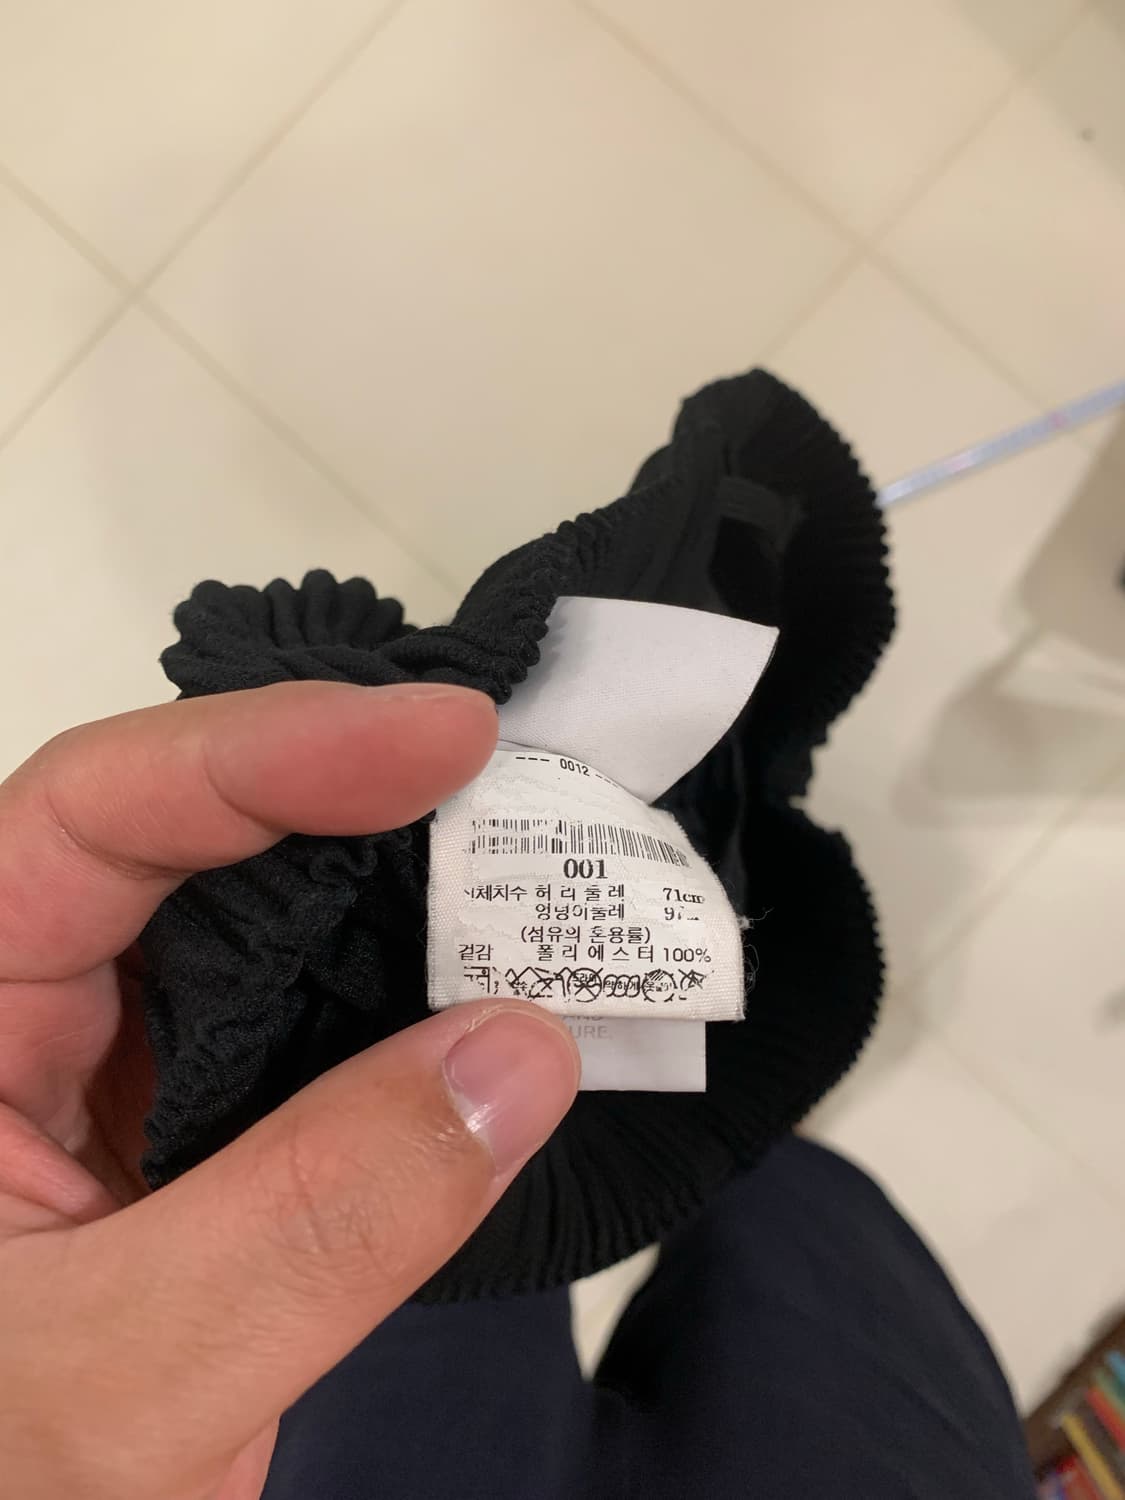 --- 0012 --
001
신체치수 허리둘레 71cm
엉덩이둘레
(섬유의 혼용률)
겉감 폴리에스터 100%